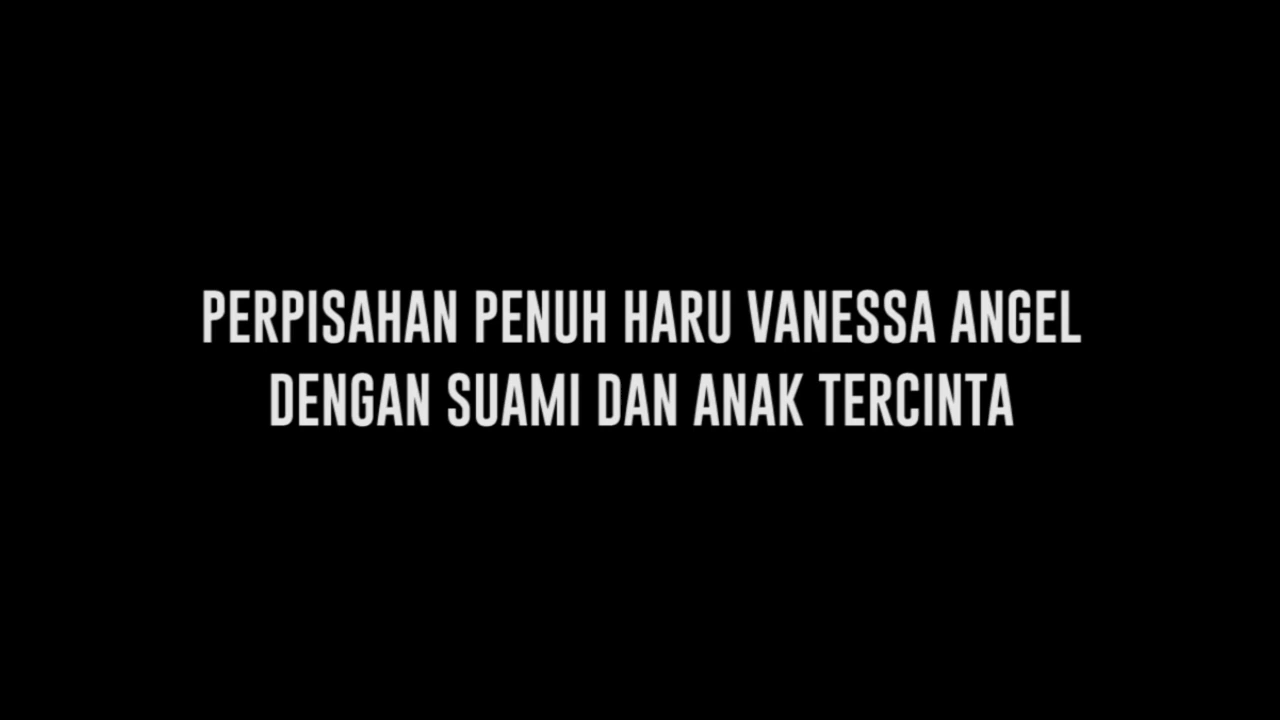 PERPISAHAN PENUH HARU VANESSA ANGEL
DENGAN SUAMI DAN ANAK TERCINTA